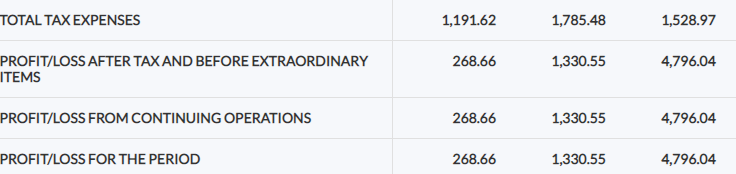 TOTAL TAX EXPENSES 1,191.62 1,785.48 1,528.97
PROFIT/LOSS AFTER TAX AND BEFORE EXTRAORDINARY 268.66 1,330.55 4,796.04
ITEMS
PROFIT/LOSS FROM CONTINUING OPERATIONS 268.66 1,330.55 4,796.04
PROFIT/LOSS FOR THE PERIOD 268.66 1,330.55 4,796.04